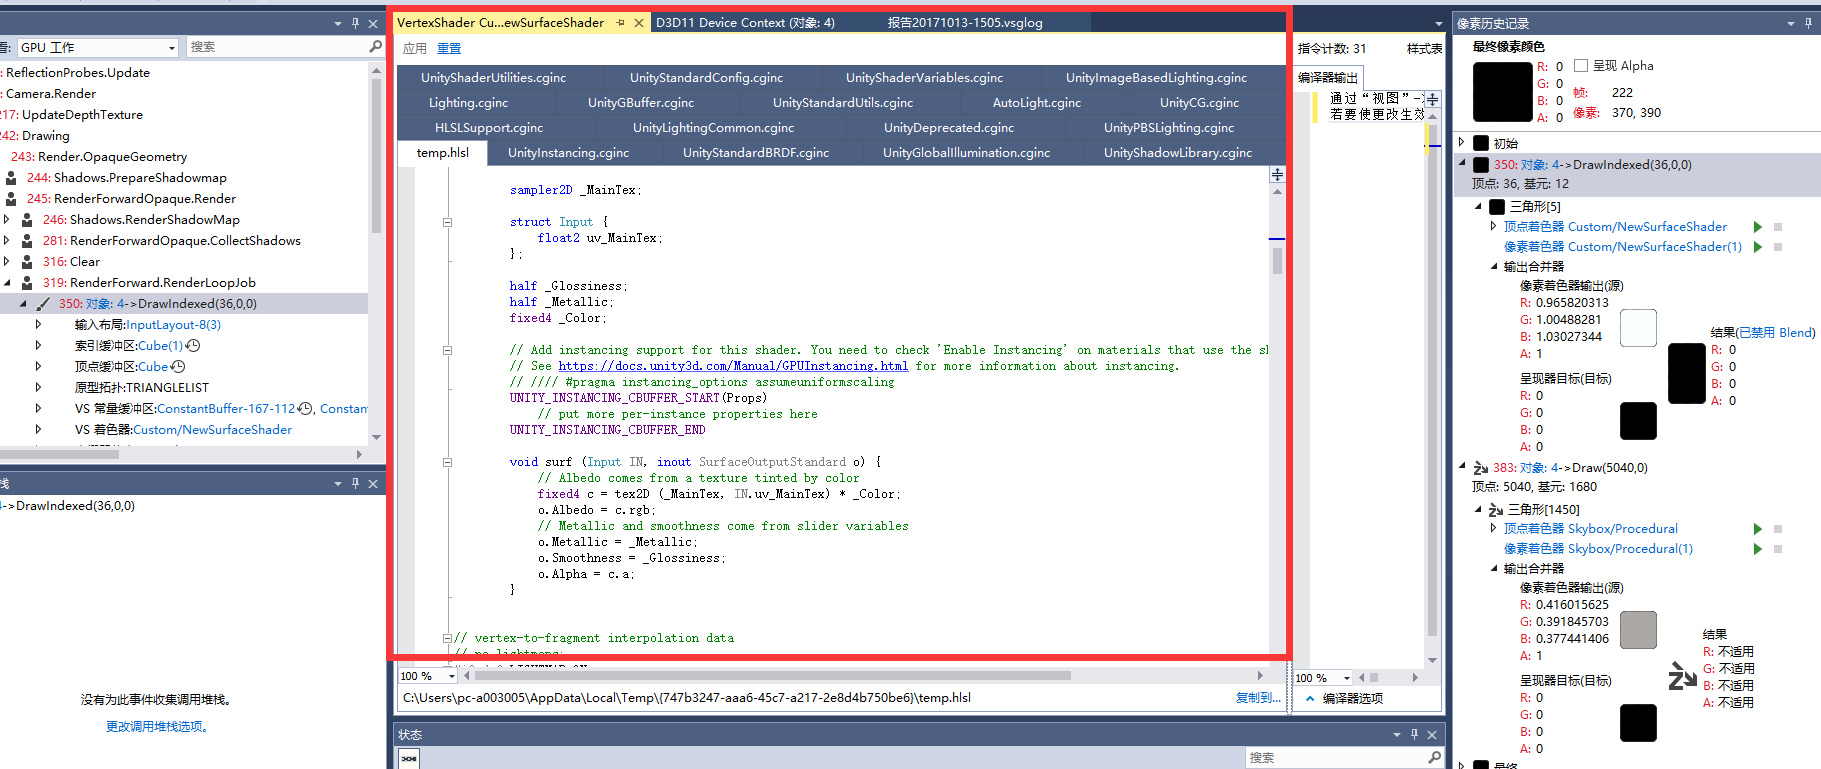 看: GPU 工作
搜索
: ReflectionProbes.Update
: Camera.Render
217: UpdateDepthTexture
242: Drawing
243: Render.OpaqueGeometry
244: Shadows.PrepareShadowmap
245: RenderForwardOpaque.Render
246: Shadows.RenderShadowMap
281: RenderForwardOpaque.CollectShadows
316: Clear
319: RenderForward.RenderLoopJob
350: 对象: 4->DrawIndexed(36,0,0)
输入布局:InputLayout-8(3)
索引缓冲区:Cube(1)
顶点缓冲区:Cube
原型拓扑:TRIANGLELIST
VS 常量缓冲区:ConstantBuffer-167-112, Constan
VS 着色器:Custom/NewSurfaceShader
栈
4->DrawIndexed(36,0,0)
没有为此事件收集调用堆栈。
更改调用堆栈选项。
VertexShader Cu...ewSurfaceShader
D3D11 Device Context (对象: 4)
报告20171013-1505.vsglog
应用 重置
UnityShaderUtilities.cginc UnityStandardConfig.cginc UnityShaderVariables.cginc UnityImageBasedLighting.cginc
Lighting.cginc UnityGBuffer.cginc UnityStandardUtils.cginc AutoLight.cginc UnityCG.cginc
HLSLSupport.cginc UnityLightingCommon.cginc UnityDeprecated.cginc UnityPBSLighting.cginc
temp.hlsl UnityInstancing.cginc UnityStandardBRDF.cginc UnityGlobalIllumination.cginc UnityShadowLibrary.cginc
sampler2D _MainTex;
struct Input {
float2 uv_MainTex;
};
half _Glossiness;
half _Metallic;
fixed4 _Color;
// Add instancing support for this shader. You need to check 'Enable Instancing' on materials that use the sh
// See https://docs.unity3d.com/Manual/GPUInstancing.html for more information about instancing.
// //// #pragma instancing_options assumeuniformscaling
UNITY_INSTANCING_CBUFFER_START(Props)
// put more per-instance properties here
UNITY_INSTANCING_CBUFFER_END
void surf (Input IN, inout SurfaceOutputStandard o) {
// Albedo comes from a texture tinted by color
fixed4 c = tex2D (_MainTex, IN.uv_MainTex) * _Color;
o.Albedo = c.rgb;
// Metallic and smoothness come from slider variables
o.Metallic = _Metallic;
o.Smoothness = _Glossiness;
o.Alpha = c.a;
}
// vertex-to-fragment interpolation data
// no lightmaps:
100 %
C:\Users\pc-a003005\AppData\Local\Temp\{747b3247-aaa6-45c7-a217-2e8d4b750be6}\temp.hlsl
复制到...
状态
搜索
指令计数: 31 样式表
编译器输出
通过“视图”->
若要使更改生效
100 %
编译器选项
像素历史记录
最终像素颜色
R: 0
G: 0
B: 0
A: 0
呈现 Alpha
帧: 222
像素: 370, 390
初始
350: 对象: 4->DrawIndexed(36,0,0)
顶点: 36, 基元: 12
三角形[5]
顶点着色器 Custom/NewSurfaceShader
像素着色器 Custom/NewSurfaceShader(1)
输出合并器
像素着色器输出(源)
R: 0.965820313
G: 1.00488281
B: 1.03027344
A: 1
呈现器目标(目标)
R: 0
G: 0
B: 0
A: 0
结果(已禁用 Blend)
R: 0
G: 0
B: 0
A: 0
383: 对象: 4->Draw(5040,0)
顶点: 5040, 基元: 1680
三角形[1450]
顶点着色器 Skybox/Procedural
像素着色器 Skybox/Procedural(1)
输出合并器
像素着色器输出(源)
R: 0.416015625
G: 0.391845703
B: 0.377441406
A: 1
呈现器目标(目标)
R: 0
G: 0
B: 0
A: 0
结果
R: 不适用
G: 不适用
B: 不适用
A: 不适用
最终